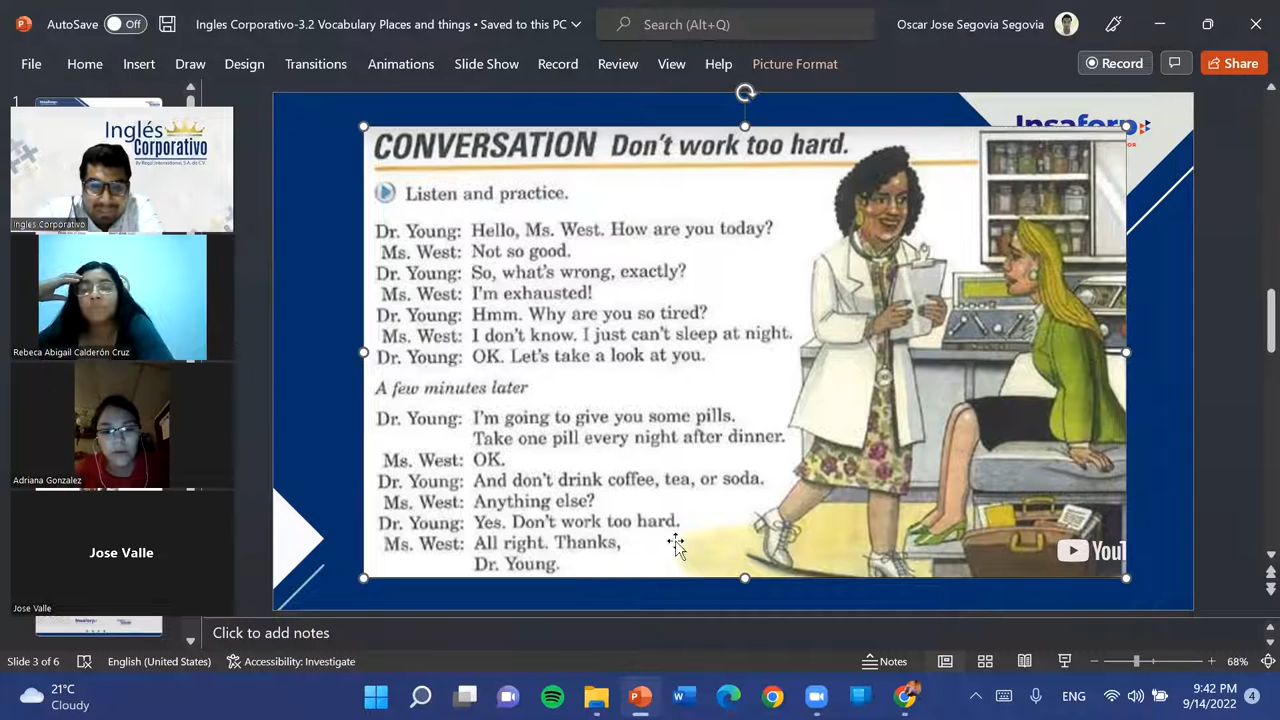 AutoSave Off Ingles Corporativo-3.2 Vocabulary Places and things • Saved to this PC Search (Alt+Q) Oscar Jose Segovia Segovia
File Home Insert Draw Design Transitions Animations Slide Show Record Review View Help Picture Format Record Share
1
Inglés
Corporativo
By Regal International, S.A. de C.V.
Ingles Corporativo
Rebeca Abigail Calderón Cruz
Adriana Gonzalez
Jose Valle
Jose Valle
Insaforp
CONVERSATION Don't work too hard.
Listen and practice.
Dr. Young: Hello, Ms. West. How are you today?
Ms. West: Not so good.
Dr. Young: So, what's wrong, exactly?
Ms. West: I'm exhausted!
Dr. Young: Hmm. Why are you so tired?
Ms. West: I don't know. I just can't sleep at night.
Dr. Young: OK. Let's take a look at you.
A few minutes later
Dr. Young: I'm going to give you some pills.
Take one pill every night after dinner.
Ms. West: OK.
Dr. Young: And don't drink coffee, tea, or soda.
Ms. West: Anything else?
Dr. Young: Yes. Don't work too hard.
Ms. West: All right. Thanks,
Dr. Young.
YouT
Click to add notes
Slide 3 of 6 English (United States) Accessibility: Investigate Notes 68%
21°C
Cloudy
ENG
9:42 PM
9/14/2022
4